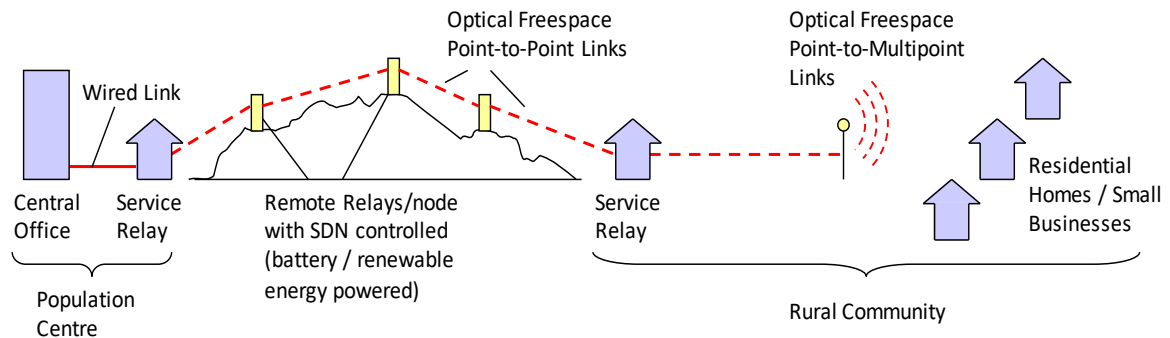 Optical Freespace
Point-to-Point Links
Optical Freespace
Point-to-Multipoint
Links
Wired Link
Central
Office
Service
Relay
Remote Relays/node
with SDN controlled
(battery / renewable
energy powered)
Service
Relay
Residential
Homes / Small
Businesses
Population
Centre
Rural Community